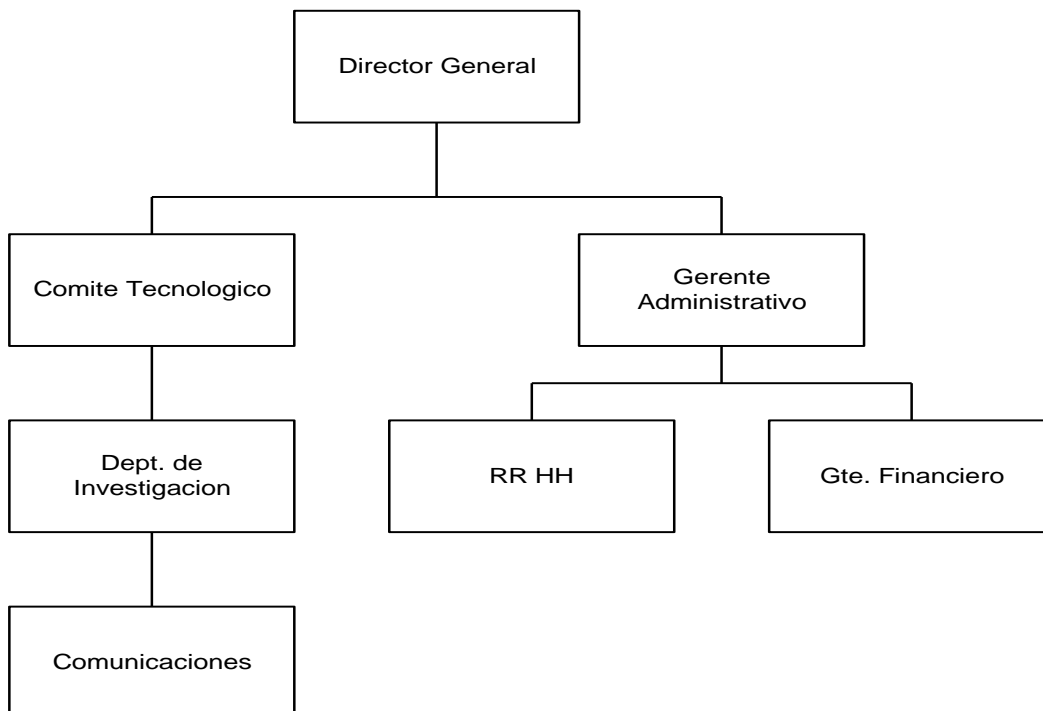 Director General
Comite Tecnologico
Gerente
Administrativo
Dept. de
Investigacion
RR HH
Gte. Financiero
Comunicaciones